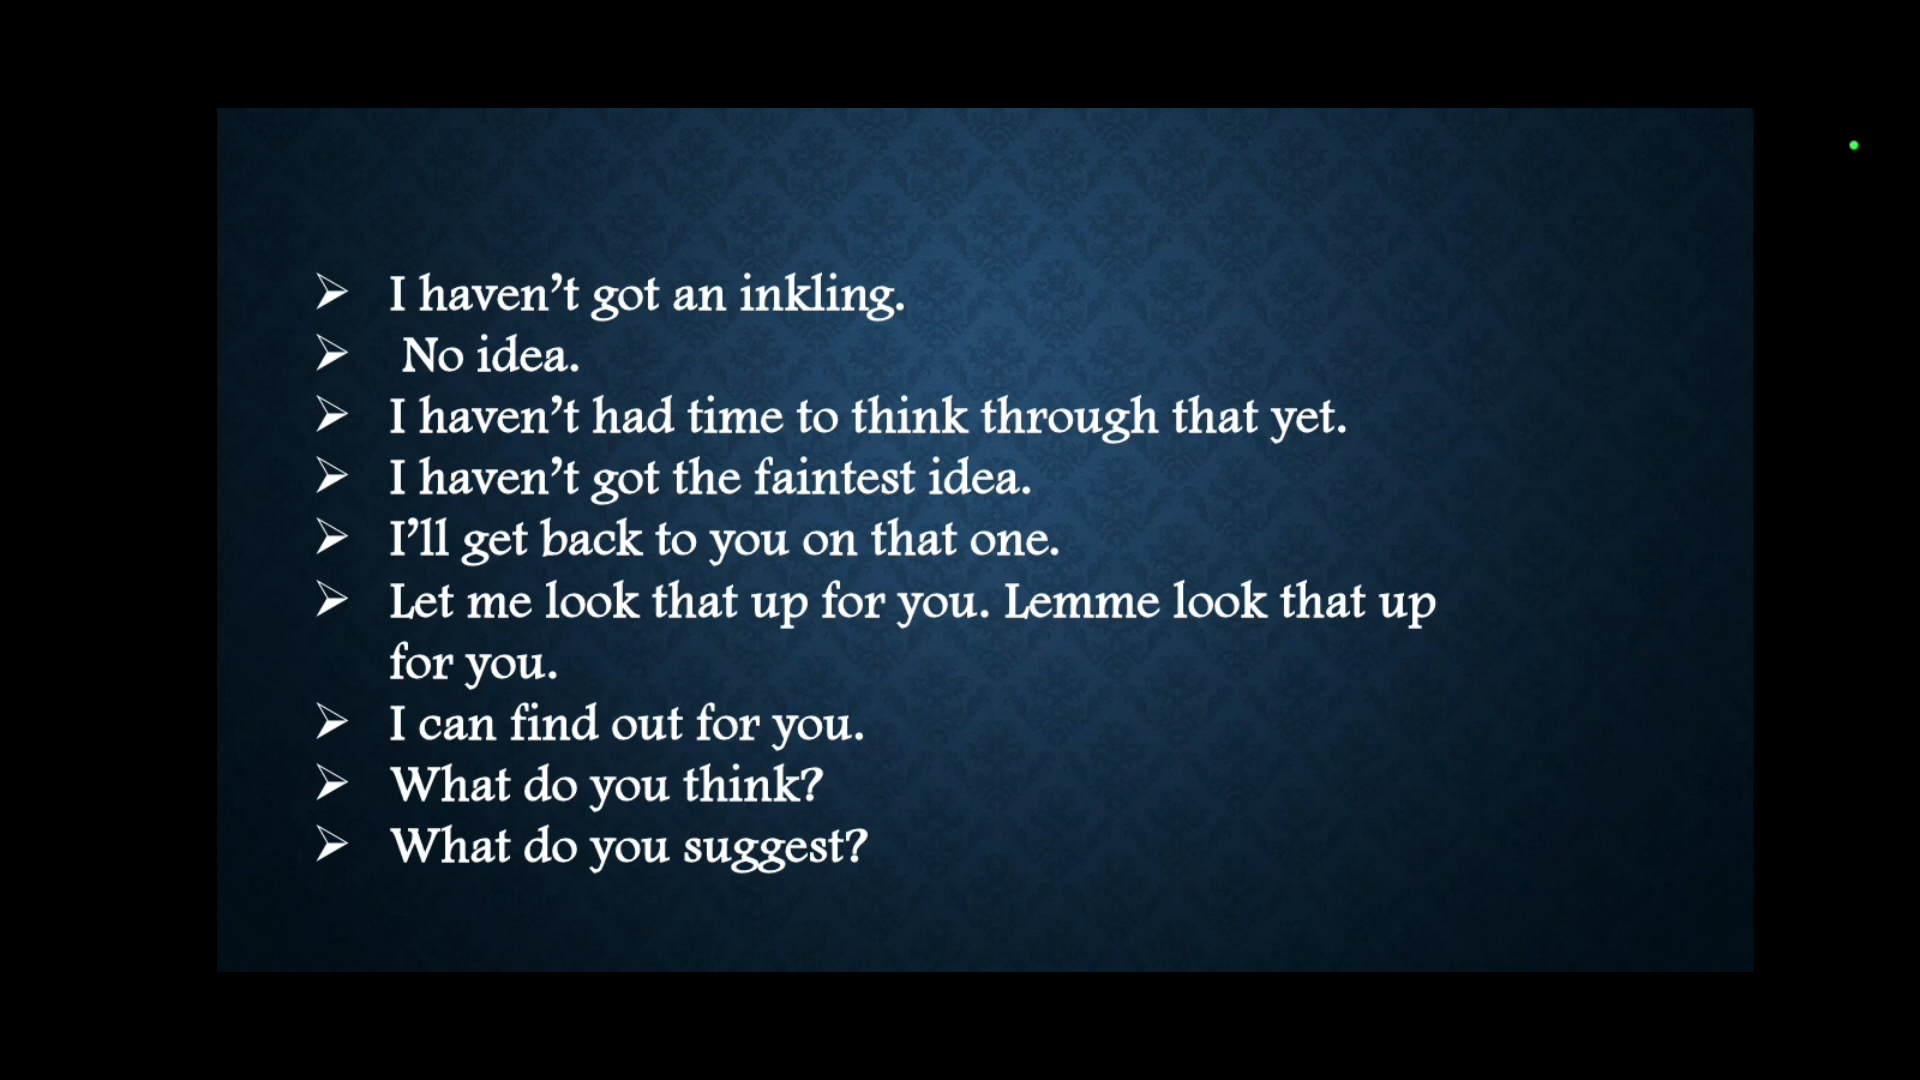 ➢ I haven’t got an inkling.
➢ No idea.
➢ I haven’t had time to think through that yet.
➢ I haven’t got the faintest idea.
➢ I’ll get back to you on that one.
➢ Let me look that up for you. Lemme look that up
for you.
➢ I can find out for you.
➢ What do you think?
➢ What do you suggest?